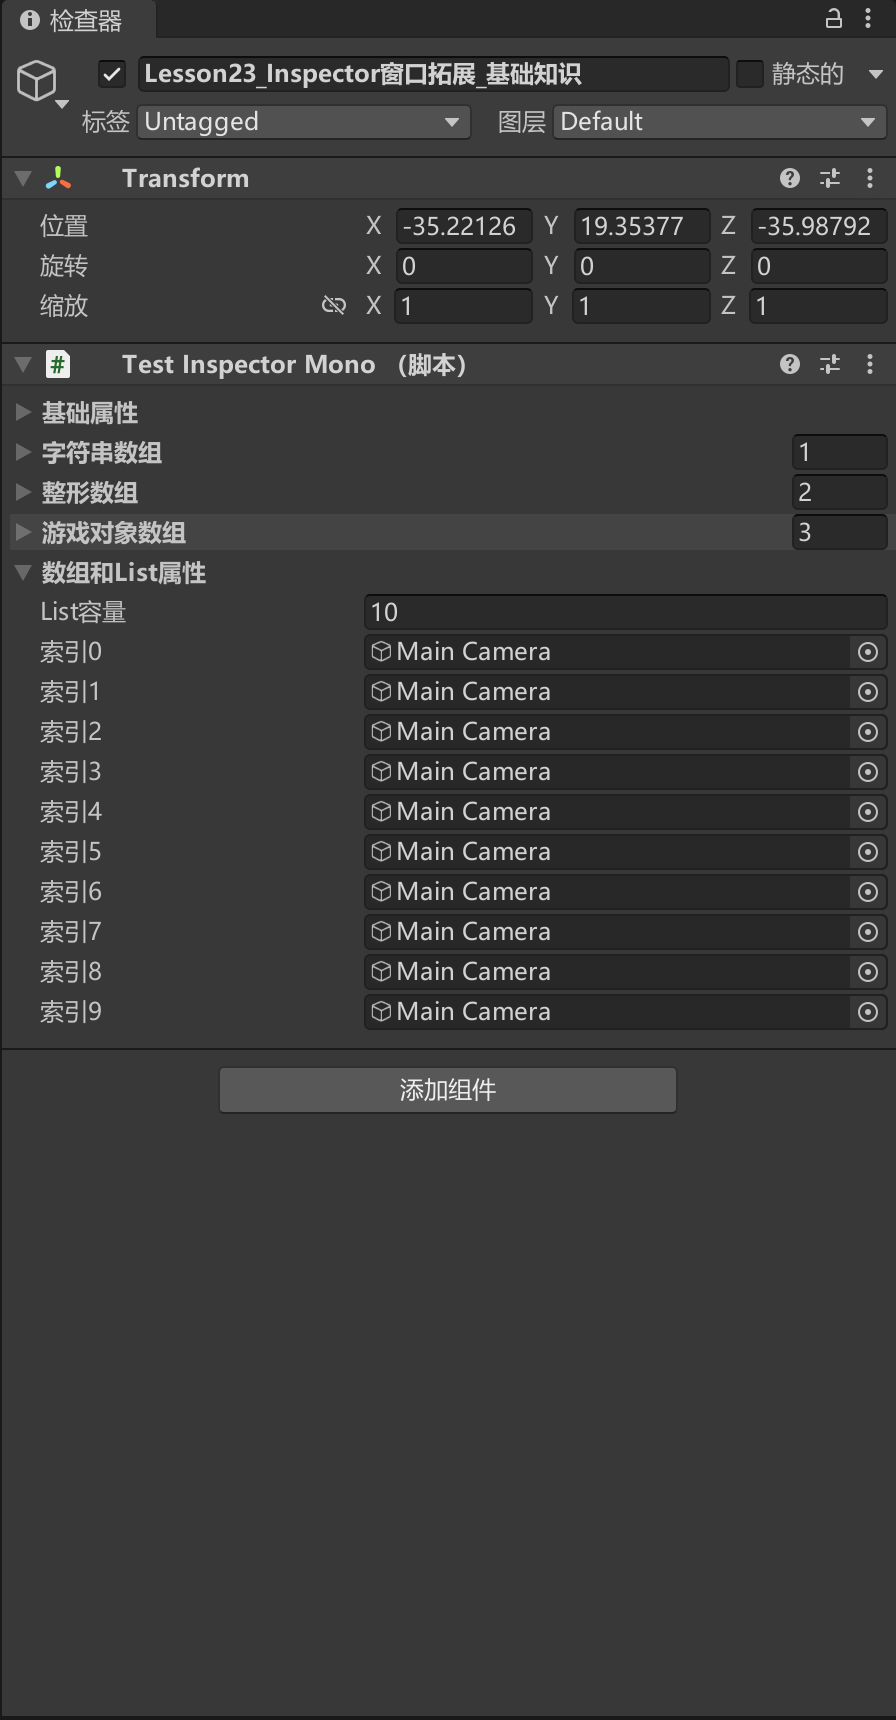 检查器
Lesson23_Inspector窗口拓展_基础知识 静态的
标签 Untagged 图层 Default
Transform
位置 X -35.22126 Y 19.35377 Z -35.98792
旋转 X 0 Y 0 Z 0
缩放 X 1 Y 1 Z 1
# Test Inspector Mono （脚本）
基础属性
字符串数组 1
整形数组 2
游戏对象数组 3
数组和List属性
List容量 10
索引0 Main Camera
索引1 Main Camera
索引2 Main Camera
索引3 Main Camera
索引4 Main Camera
索引5 Main Camera
索引6 Main Camera
索引7 Main Camera
索引8 Main Camera
索引9 Main Camera
添加组件